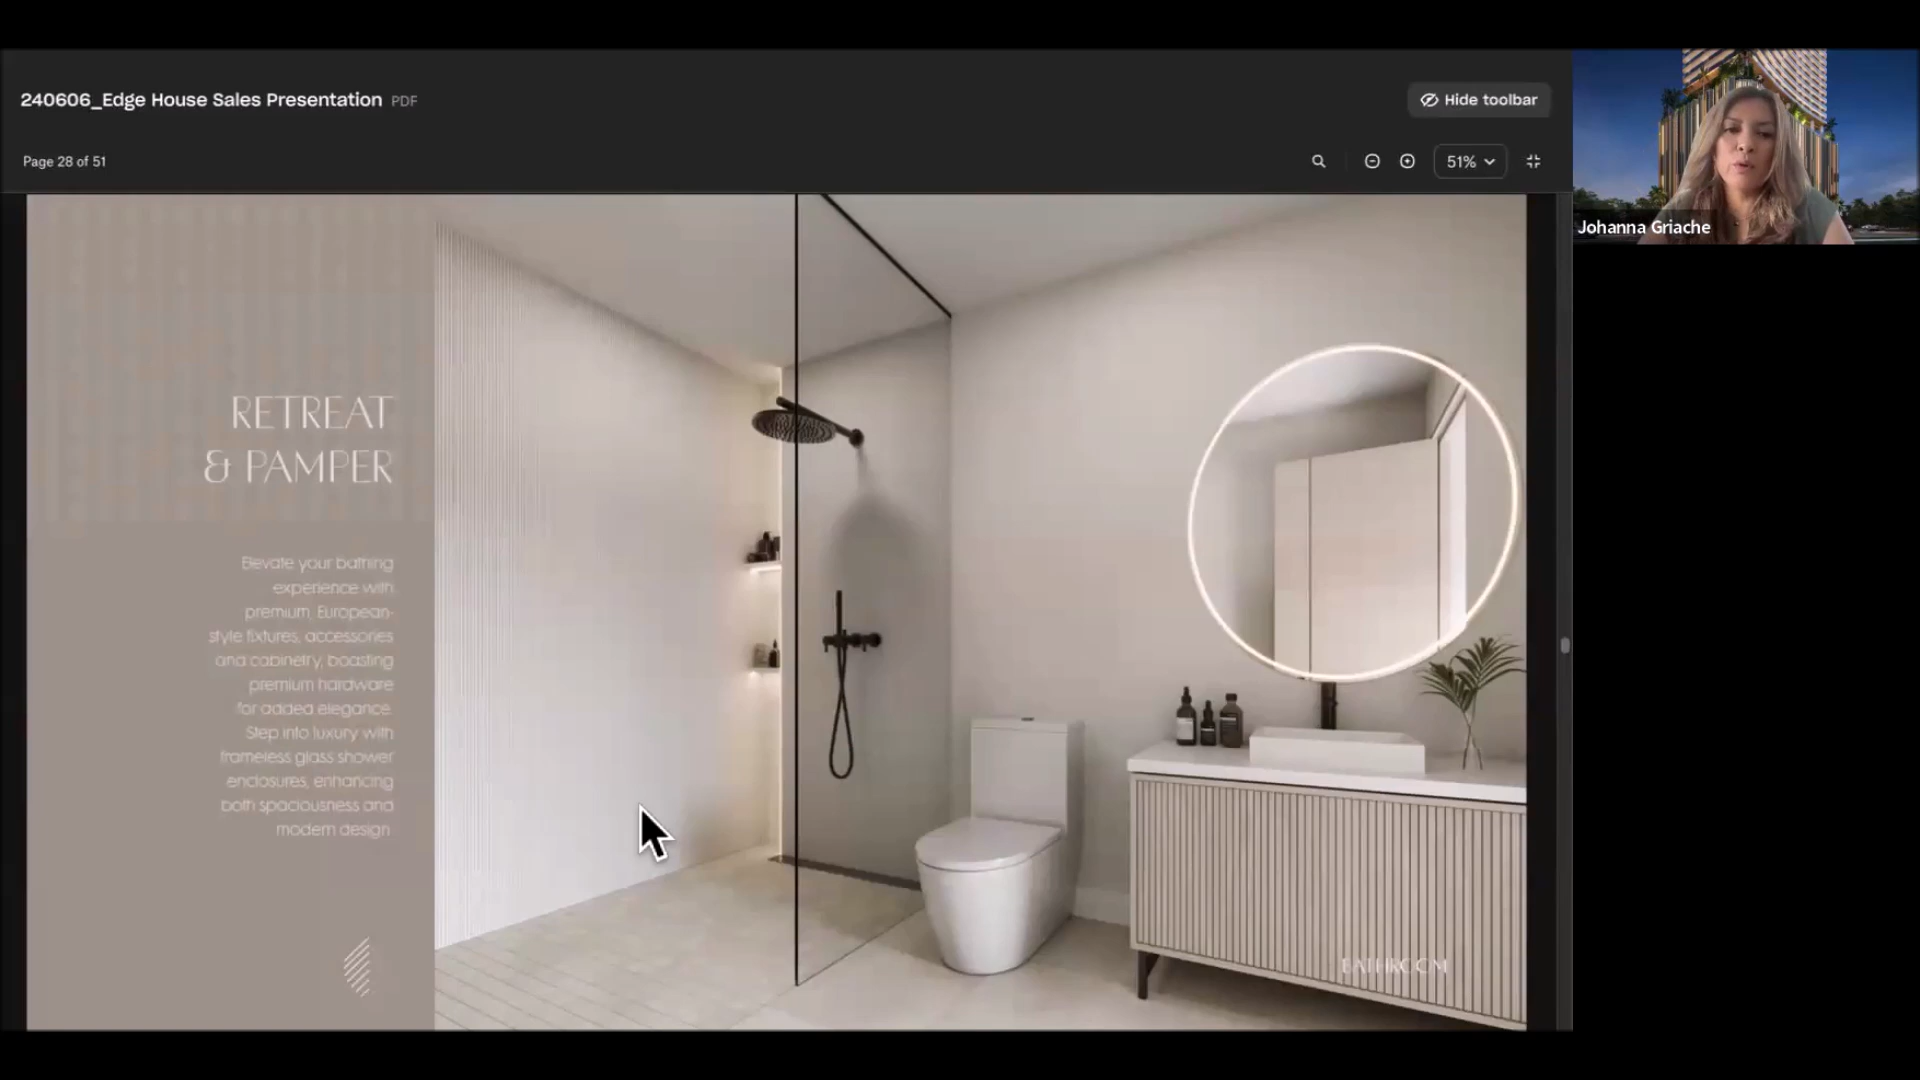 240606_Edge House Sales Presentation PDF
Hide toolbar
Page 28 of 51
51%
Johanna Griache
RETREAT
& PAMPER
Elevate your bathing
experience with
premium, European-
style fixtures, accessories
and cabinetry, boasting
premium hardware
for added elegance.
Step into luxury with
frameless glass shower
enclosures, enhancing
both spaciousness and
modern design.
BATHROOM